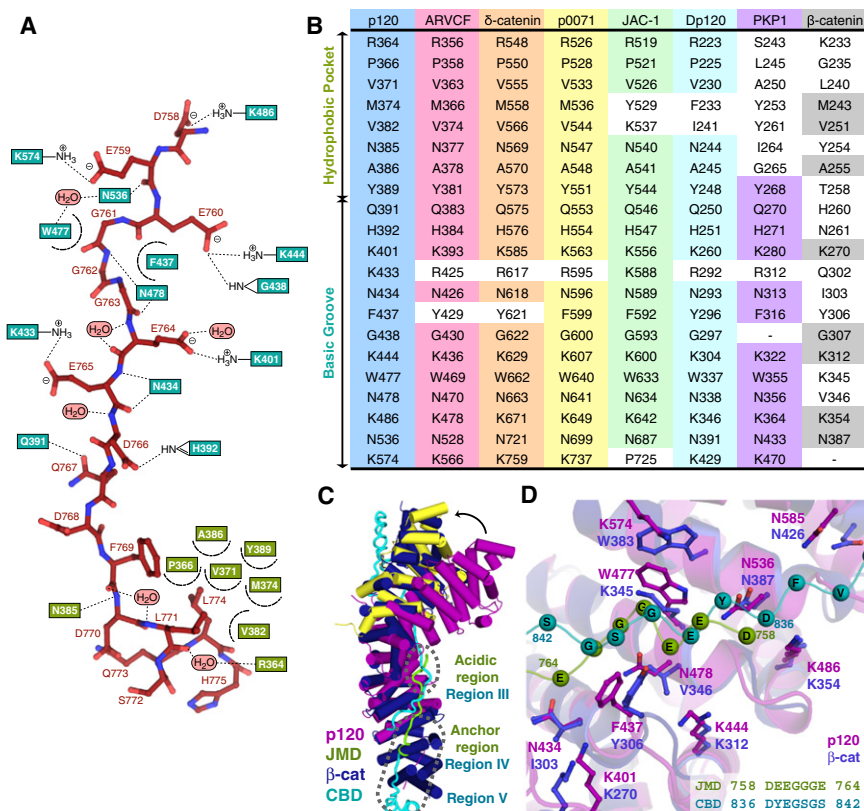 A
D758
H₃N⊕
K486
K574
NH₃⊕
E759
H₂O
N536
W477
G761
E760
F437
H₃N⊕
K444
HN
G438
G762
N478
G763
K433
NH₃⊕
H₂O
E764
H₂O
E765
H₃N⊕
K401
N434
H₂O
Q391
D766
HN
H392
Q767
D768
F769
A386
Y389
P366
V371
M374
N385
H₂O
L774
L771
V382
D770
H₂O
R364
Q773
S772
H775
B
p120 ARVCF δ-catenin p0071 JAC-1 Dp120 PKP1 β-catenin
Hydrophobic Pocket
R364 R356 R548 R526 R519 R223 S243 K233
P366 P358 P550 P528 P521 P225 L245 G235
V371 V363 V555 V533 V526 V230 A250 L240
M374 M366 M558 M536 Y529 F233 Y253 M243
V382 V374 V566 V544 K537 I241 Y261 V251
N385 N377 N569 N547 N540 N244 I264 Y254
A386 A378 A570 A548 A541 A245 G265 A255
Y389 Y381 Y573 Y551 Y544 Y248 Y268 T258
Basic Groove
Q391 Q383 Q575 Q553 Q546 Q250 Q270 H260
H392 H384 H576 H554 H547 H251 H271 N261
K401 K393 K585 K563 K556 K260 K280 K270
K433 R425 R617 R595 K588 R292 R312 Q302
N434 N426 N618 N596 N589 N293 N313 I303
F437 Y429 Y621 F599 F592 Y296 F316 Y306
G438 G430 G622 G600 G593 G297 - G307
K444 K436 K629 K607 K600 K304 K322 K312
W477 W469 W662 W640 W633 W337 W355 K345
N478 N470 N663 N641 N634 N338 N356 V346
K486 K478 K671 K649 K642 K346 K364 K354
N536 N528 N721 N699 N687 N391 N433 N387
K574 K566 K759 K737 P725 K429 K470 -
C
Acidic
region
Region III
Anchor
region
Region IV
Region V
p120
JMD
β-cat
CBD
D
K574
W383
N585
N426
W477
K345
N536
N387
S
842
G
S
G
G
G
E
E
E
Y
D
D
F
V
836
758
764
E
K486
K354
N478
V346
F437
Y306
K444
K312
N434
I303
K401
K270
p120
β-cat
JMD 758 DEEGGGE 764
CBD 836 DYEGSGE 842